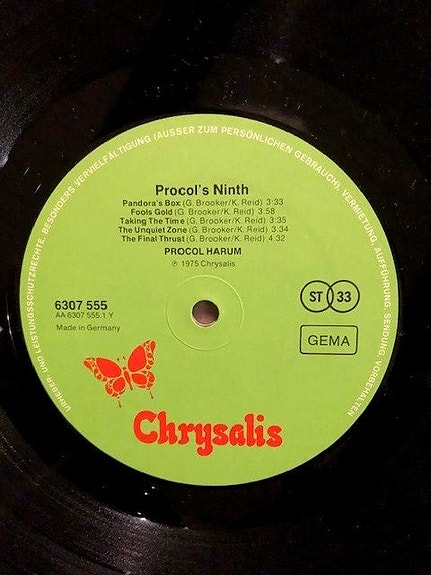 URHEBER- UND LEISTUNGSSCHUTZRECHTE, BESONDERS VERVIELFÄLTIGUNG (AUSSER ZUM PERSÖNLICHEN GEBRAUCH), VERMIETUNG, AUFFÜHRUNG, SENDUNG, VORBEHALTEN
Procol's Ninth
Pandora's Box (G. Brooker/K. Reid) 3:33
Fools Gold (G. Brooker/K. Reid) 3.58
Taking The Time (G. Brooker/K. Reid) 3:35
The Unquiet Zone (G. Brooker/K. Reid) 3:34
The Final Thrust (G. Brooker/K. Reid) 4:32
PROCOL HARUM
℗ 1975 Chrysalis
6307 555
AA 6307 555.1 Y
Made in Germany
ST 33
GEMA
Chrysalis